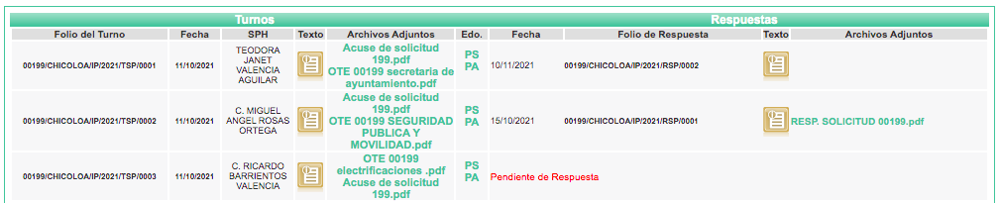 Turnos Respuestas
Folio del Turno Fecha SPH Texto Archivos Adjuntos Edo. Fecha Folio de Respuesta Texto Archivos Adjuntos
00199/CHICOLOA/IP/2021/TSP/0001
11/10/2021
TEODORA
JANET
VALENCIA
AGUILAR
Acuse de solicitud
199.pdf
OTE 00199 secretaria de
ayuntamiento.pdf
PS
PA
10/11/2021
00199/CHICOLOA/IP/2021/RSP/0002
00199/CHICOLOA/IP/2021/TSP/0002
11/10/2021
C. MIGUEL
ANGEL ROSAS
ORTEGA
Acuse de solicitud
199.pdf
OTE 00199 SEGURIDAD
PUBLICA Y
MOVILIDAD.pdf
PS
PA
15/10/2021
00199/CHICOLOA/IP/2021/RSP/0001
RESP. SOLICITUD 00199.pdf
00199/CHICOLOA/IP/2021/TSP/0003
11/10/2021
C. RICARDO
BARRIENTOS
VALENCIA
OTE 00199
electrificaciones .pdf
Acuse de solicitud
199.pdf
PS
PA
Pendiente de Respuesta